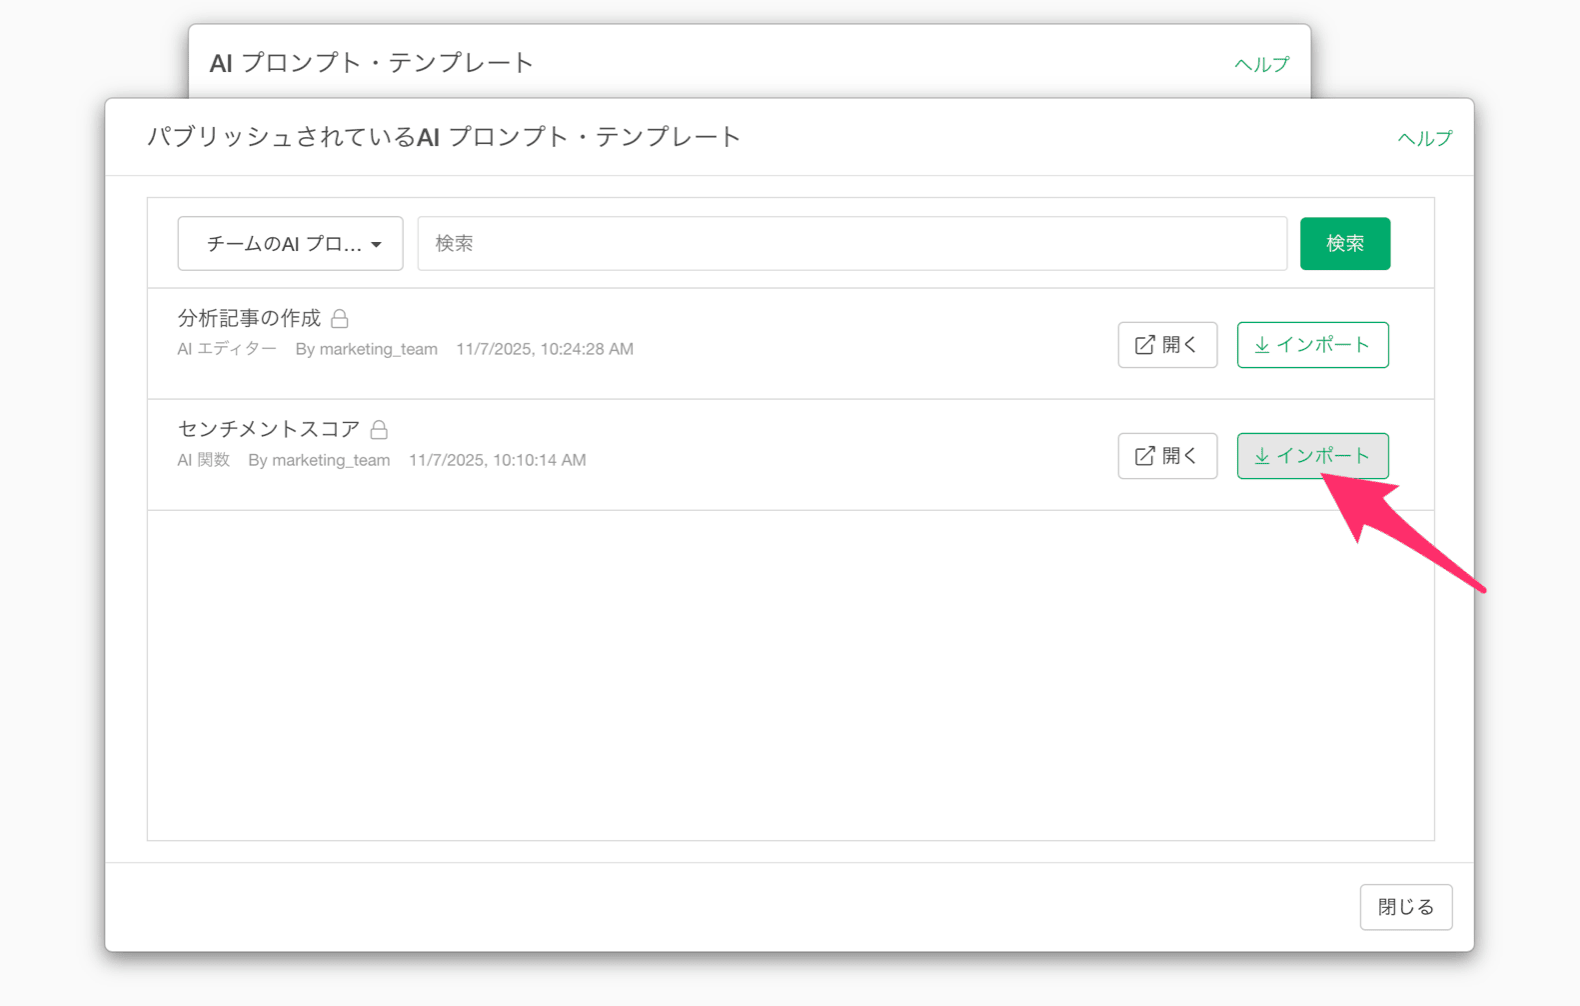 AI プロンプト・テンプレート
ヘルプ
パブリッシュされているAI プロンプト・テンプレート
ヘルプ
チームのAI プロ...
検索
検索
分析記事の作成
AI エディター By marketing_team 11/7/2025, 10:24:28 AM
開く
インポート
センチメントスコア
AI 関数 By marketing_team 11/7/2025, 10:10:14 AM
開く
インポート
閉じる